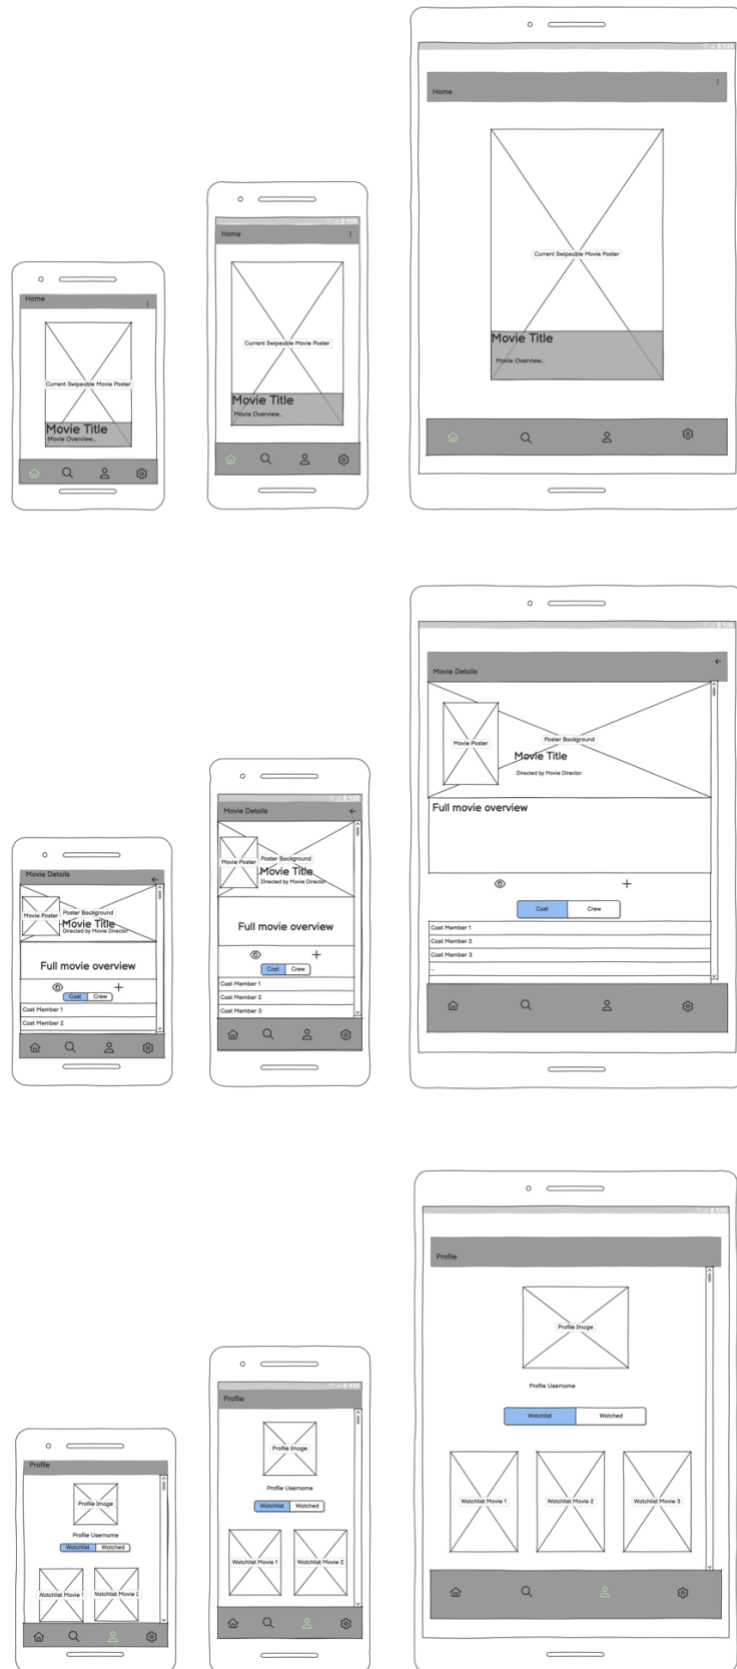 Home
Current Swipeable Movie Poster
Movie Title
Movie Overview..
Home
Current Swipeable Movie Poster
Movie Title
Movie Overview..
Home
Current Swipeable Movie Poster
Movie Title
Movie Overview..
Movie Details
Movie Poster
Poster Background
Movie Title
Directed by Movie Director
Full movie overview
Cast
Crew
Cast Member 1
Cast Member 2
Movie Details
Movie Poster
Poster Background
Movie Title
Directed by Movie Director
Full movie overview
Cast
Crew
Cast Member 1
Cast Member 2
Cast Member 3
Movie Details
Movie Poster
Poster Background
Movie Title
Directed by Movie Director
Full movie overview
Cast
Crew
Cast Member 1
Cast Member 2
Cast Member 3
...
Profile
Profile Image
Profile Username
Watchlist
Watched
Watchlist Movie 1
Watchlist Movie 2
Profile
Profile Image
Profile Username
Watchlist
Watched
Watchlist Movie 1
Watchlist Movie 2
Profile
Profile Image
Profile Username
Watchlist
Watched
Watchlist Movie 1
Watchlist Movie 2
Watchlist Movie 3